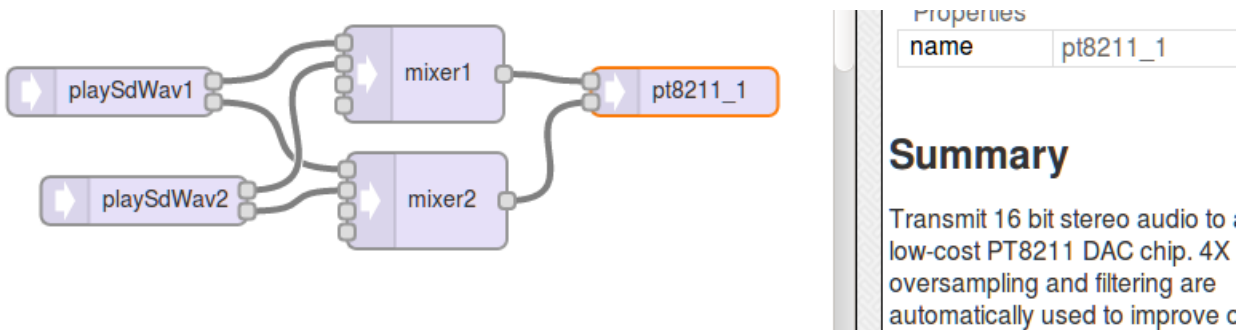 playSdWav1
playSdWav2
mixer1
mixer2
pt8211_1
Properties
name pt8211_1
Summary
Transmit 16 bit stereo audio to a
low-cost PT8211 DAC chip. 4X
oversampling and filtering are
automatically used to improve